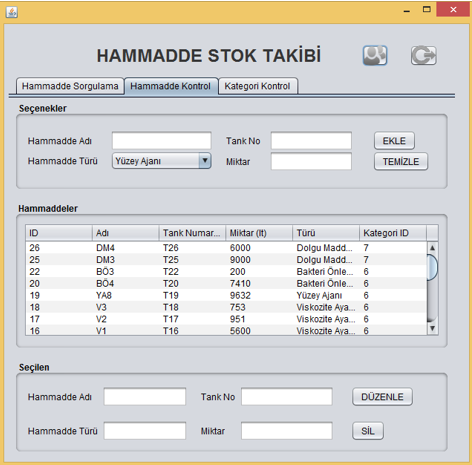 HAMMADDE STOK TAKİBİ
Hammadde Sorgulama Hammadde Kontrol Kategori Kontrol
Seçenekler
Hammadde Adı Tank No EKLE
Hammadde Türü Yüzey Ajanı Miktar TEMİZLE
Hammaddeler
ID Adı Tank Numar... Miktar (lt) Türü Kategori ID
26 DM4 T26 6000 Dolgu Madd... 7
25 DM3 T25 9000 Dolgu Madd... 7
22 BÖ3 T22 200 Bakteri Önle... 6
20 BÖ4 T20 7410 Bakteri Önle... 6
19 YA8 T19 9632 Yüzey Ajanı 6
18 V3 T18 753 Viskozite Aya... 6
17 V2 T17 951 Viskozite Aya... 6
16 V1 T16 5600 Viskozite Aya... 6
Seçilen
Hammadde Adı Tank No DÜZENLE
Hammadde Türü Miktar SİL